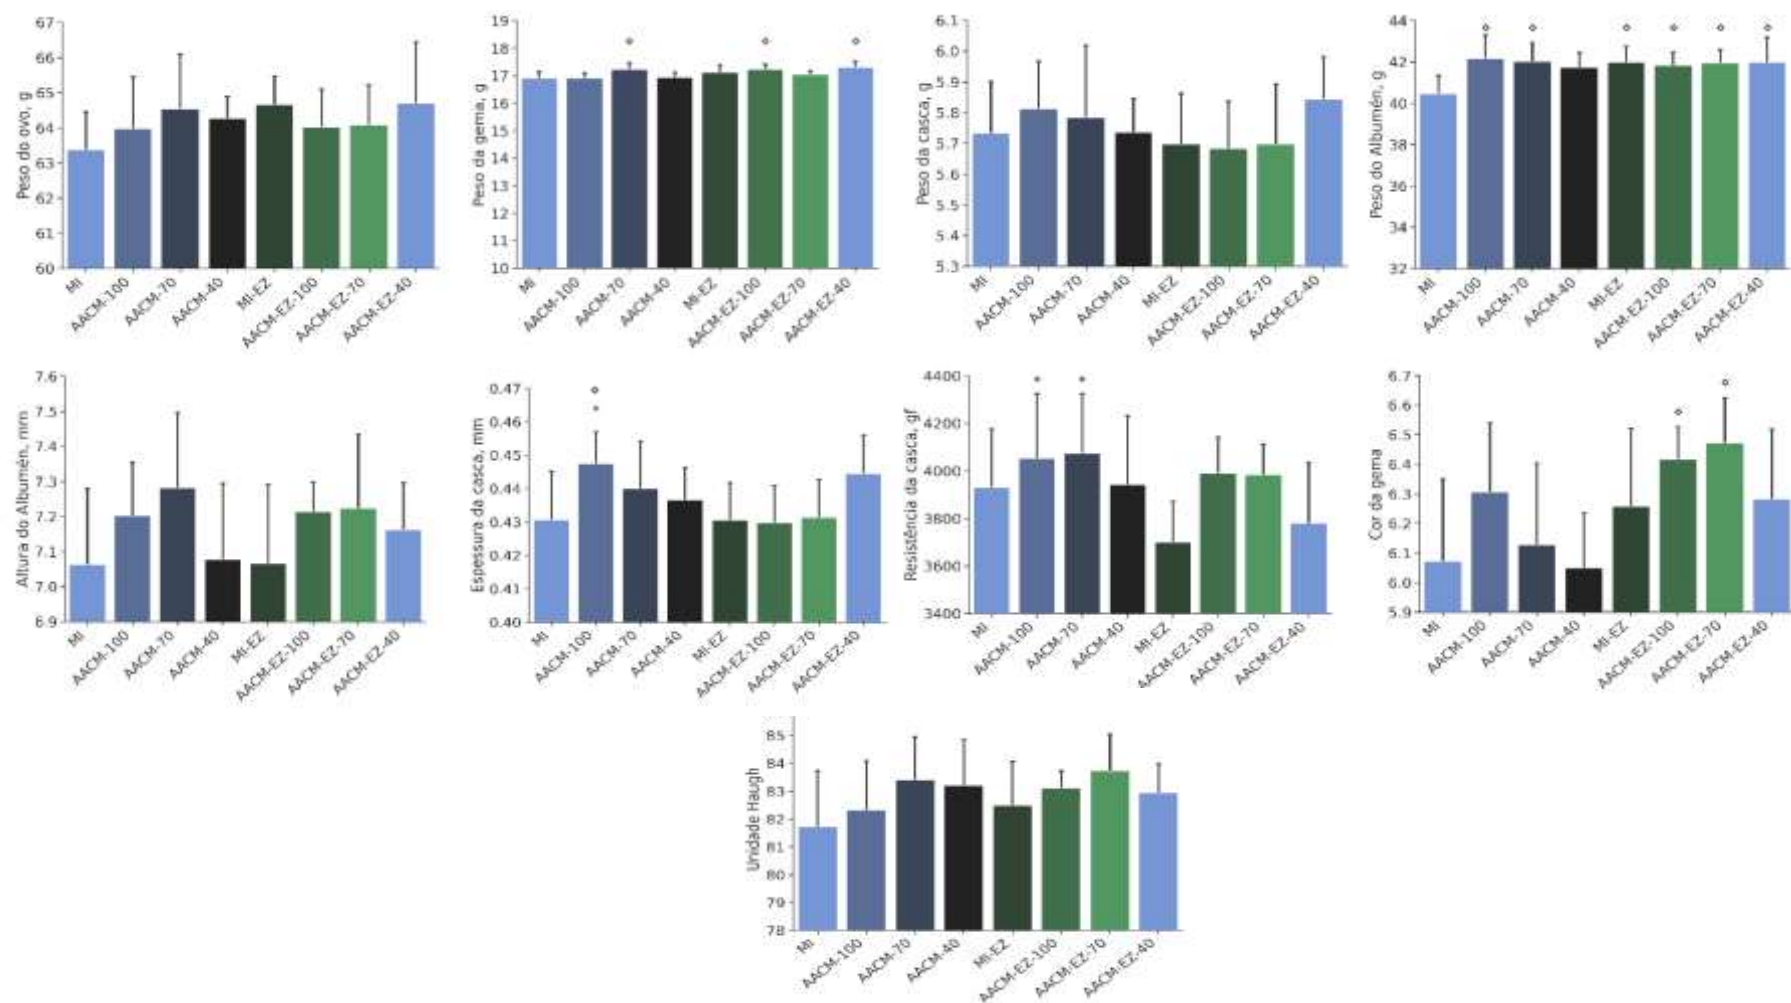 Peso do ovo, g
67
66
65
64
63
62
61
60
MI
AACM-100
AACM-70
AACM-40
MI-EZ
AACM-EZ-100
AACM-EZ-70
AACM-EZ-40
Peso da gema, g
19
18
17
16
15
14
13
12
11
10
MI
AACM-100
AACM-70
AACM-40
MI-EZ
AACM-EZ-100
AACM-EZ-70
AACM-EZ-40
Peso da casca, g
6.1
6.0
5.9
5.8
5.7
5.6
5.5
5.4
5.3
MI
AACM-100
AACM-70
AACM-40
MI-EZ
AACM-EZ-100
AACM-EZ-70
AACM-EZ-40
Peso do Albumén, g
44
42
40
38
36
34
32
MI
AACM-100
AACM-70
AACM-40
MI-EZ
AACM-EZ-100
AACM-EZ-70
AACM-EZ-40
Altura do Albumén, mm
7.6
7.5
7.4
7.3
7.2
7.1
7.0
6.9
MI
AACM-100
AACM-70
AACM-40
MI-EZ
AACM-EZ-100
AACM-EZ-70
AACM-EZ-40
Espessura da casca, mm
0.47
0.46
0.45
0.44
0.43
0.42
0.41
0.40
MI
AACM-100
AACM-70
AACM-40
MI-EZ
AACM-EZ-100
AACM-EZ-70
AACM-EZ-40
Resistência da casca, gf
4400
4200
4000
3800
3600
3400
MI
AACM-100
AACM-70
AACM-40
MI-EZ
AACM-EZ-100
AACM-EZ-70
AACM-EZ-40
Cor da gema
6.7
6.6
6.5
6.4
6.3
6.2
6.1
6.0
5.9
MI
AACM-100
AACM-70
AACM-40
MI-EZ
AACM-EZ-100
AACM-EZ-70
AACM-EZ-40
Unidade Haugh
85
84
83
82
81
80
79
78
MI
AACM-100
AACM-70
AACM-40
MI-EZ
AACM-EZ-100
AACM-EZ-70
AACM-EZ-40